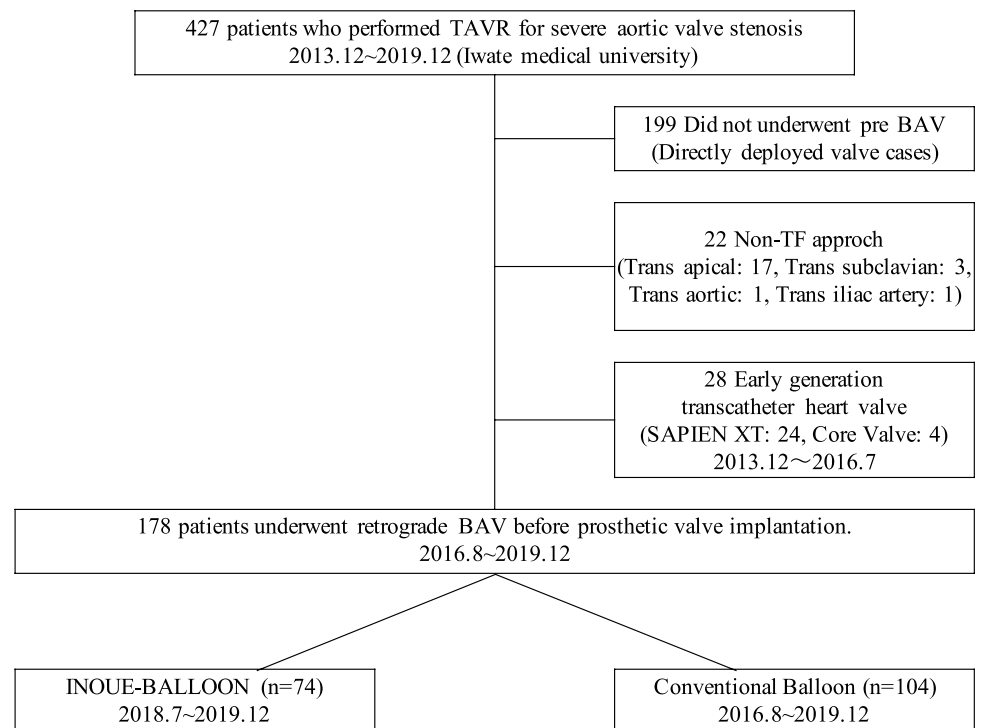 427 patients who performed TAVR for severe aortic valve stenosis
2013.12~2019.12 (Iwate medical university)
199 Did not underwent pre BAV
(Directly deployed valve cases)
22 Non-TF approch
(Trans apical: 17, Trans subclavian: 3,
Trans aortic: 1, Trans iliac artery: 1)
28 Early generation
transcatheter heart valve
(SAPIEN XT: 24, Core Valve: 4)
2013.12～2016.7
178 patients underwent retrograde BAV before prosthetic valve implantation.
2016.8~2019.12
INOUE-BALLOON (n=74)
2018.7~2019.12
Conventional Balloon (n=104)
2016.8~2019.12